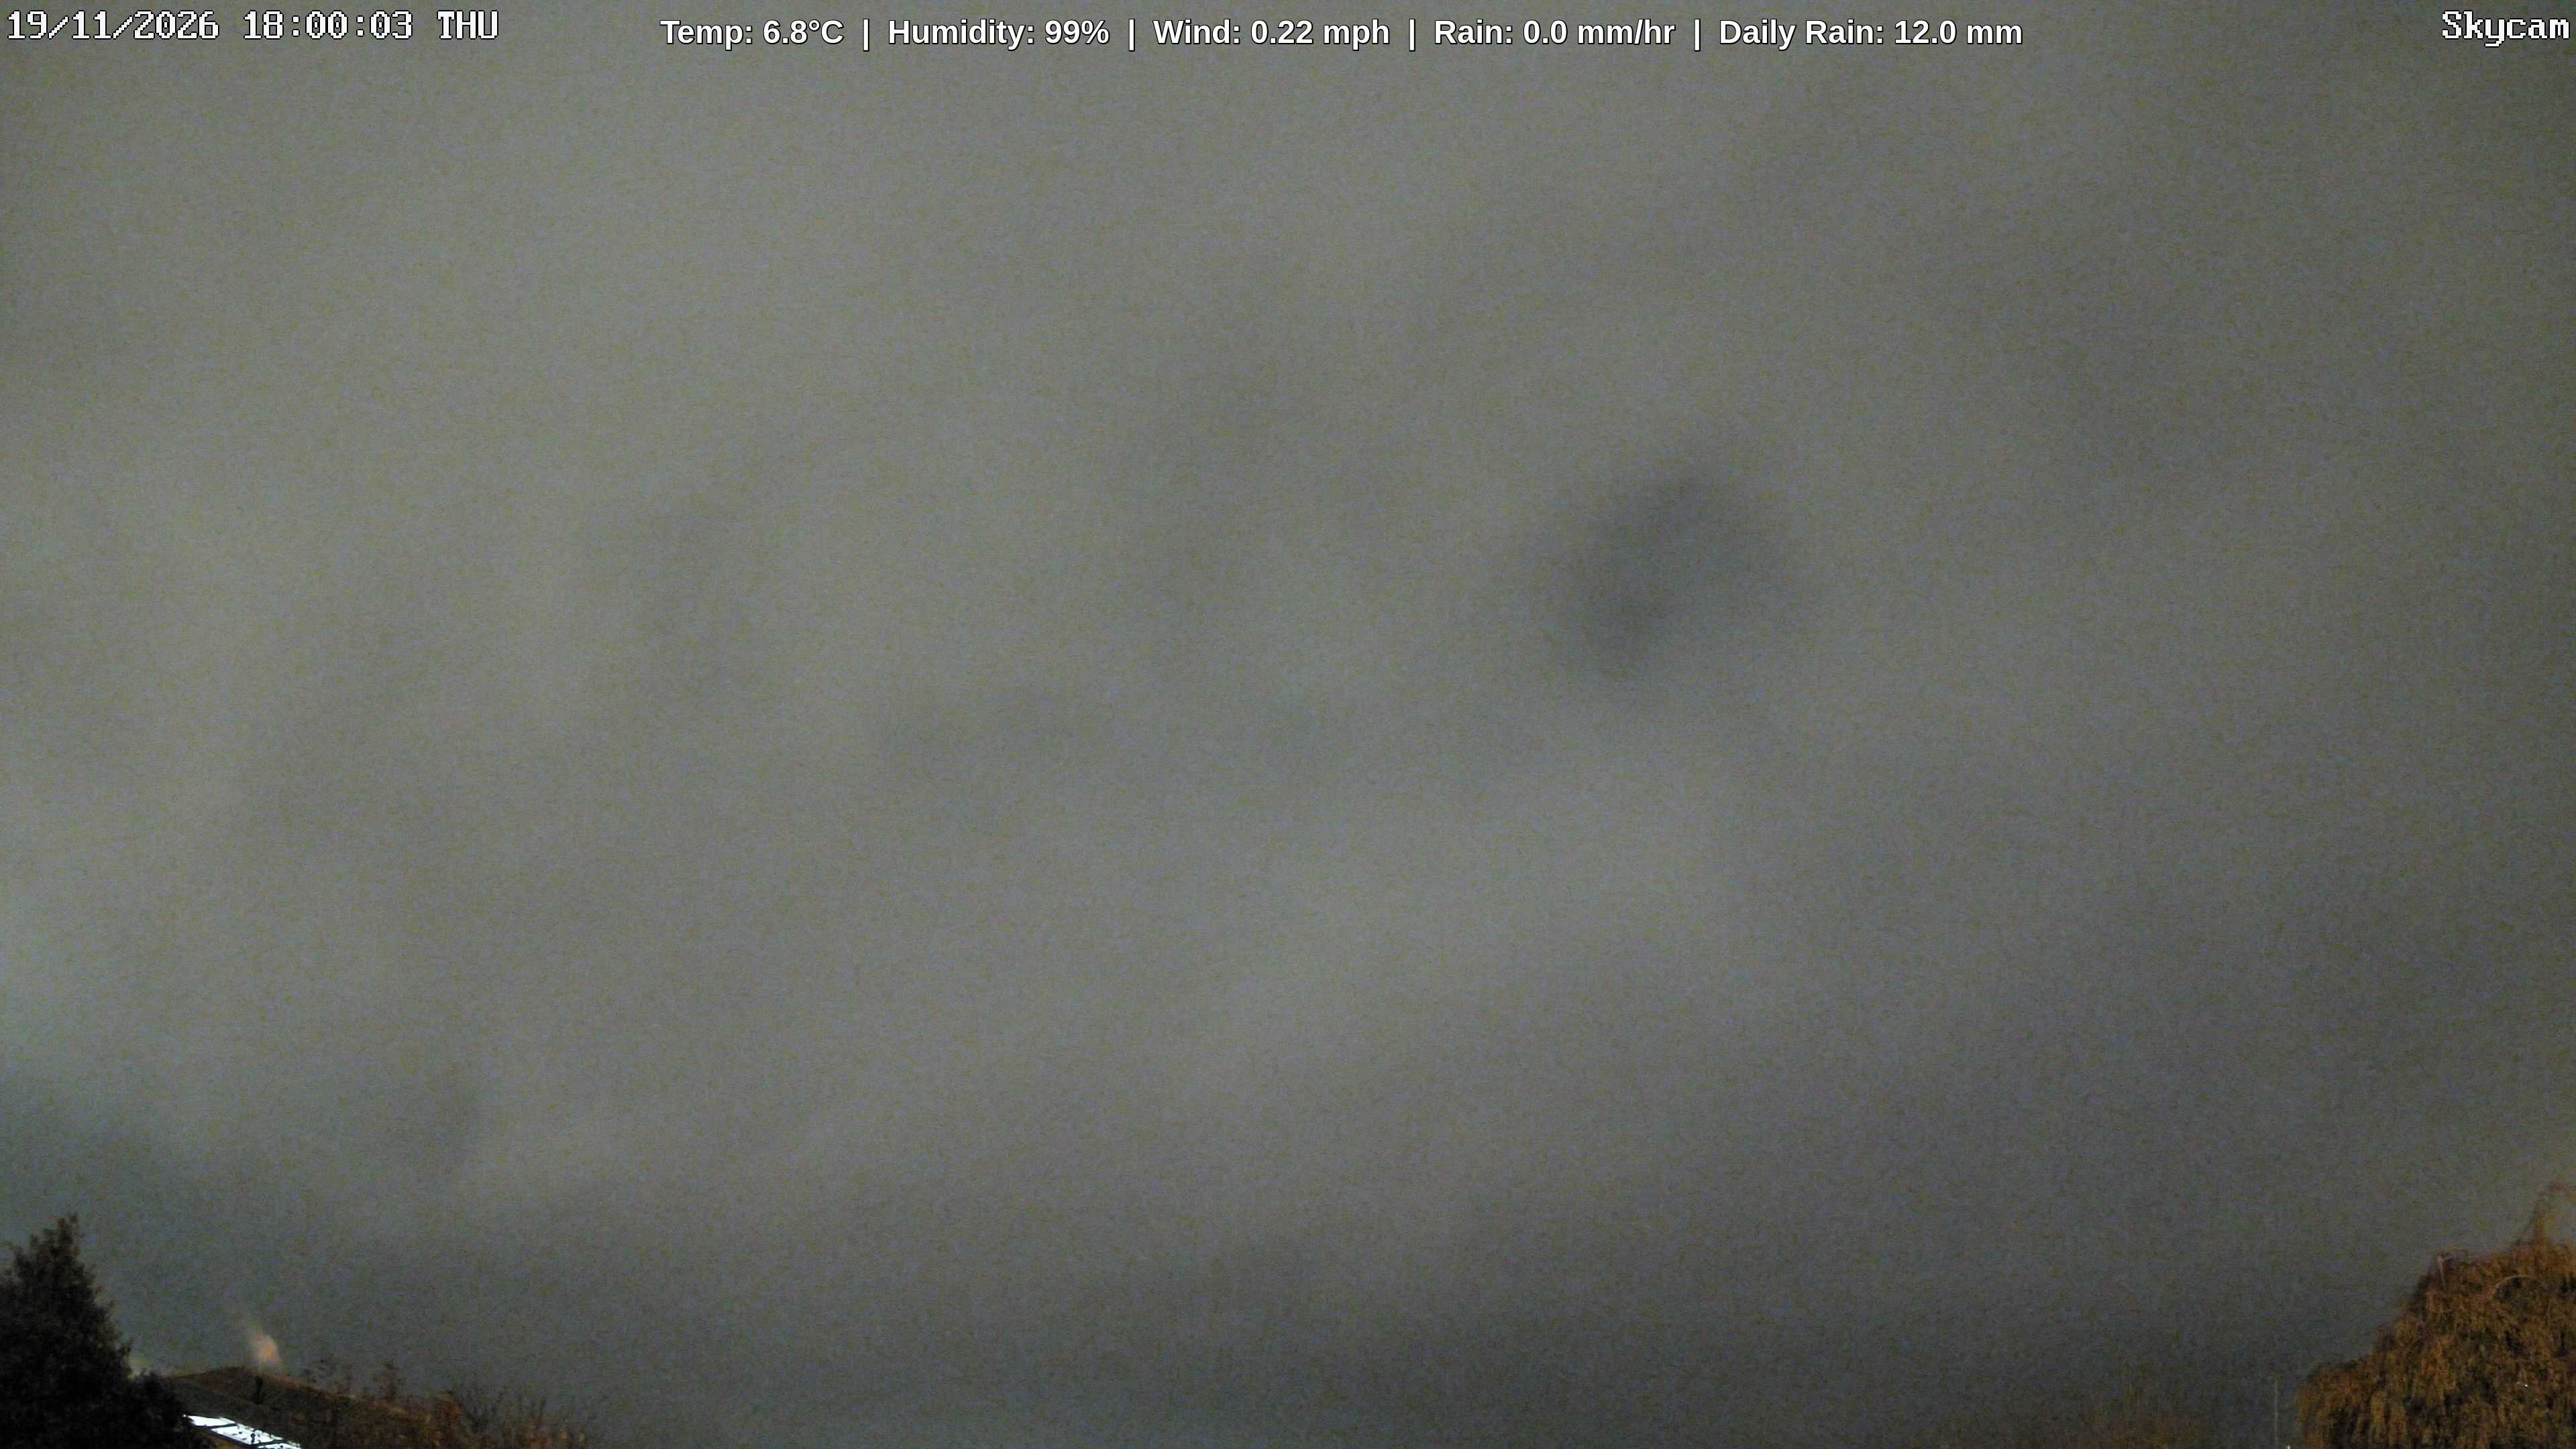 19/11/2026 18:00:03 THU
Temp: 6.8°C | Humidity: 99% | Wind: 0.22 mph | Rain: 0.0 mm/hr | Daily Rain: 12.0 mm
Skycam